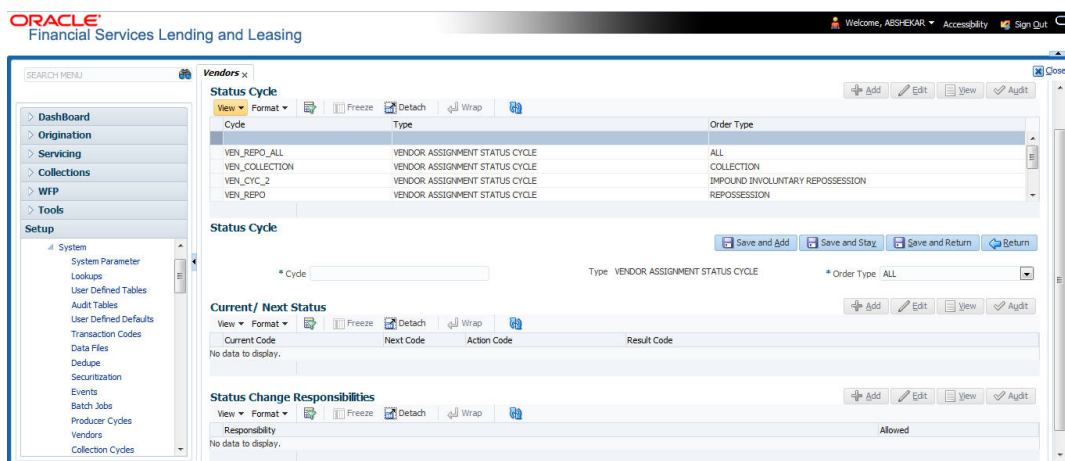 ORACLE
Financial Services Lending and Leasing
Welcome, ABSHEKAR Accessibility Sign Out
SEARCH MENU
Vendors x
Close
DashBoard
Origination
Servicing
Collections
WFP
Tools
Setup
System
System Parameter
Lookups
User Defined Tables
Audit Tables
User Defined Defaults
Transaction Codes
Data Files
Dedupe
Securitization
Events
Batch Jobs
Producer Cycles
Vendors
Collection Cycles
Status Cycle
Add Edit View Audit
View Format Freeze Detach Wrap
Cycle Type Order Type
VEN_REPO_ALL VENDOR ASSIGNMENT STATUS CYCLE ALL
VEN_COLLECTION VENDOR ASSIGNMENT STATUS CYCLE COLLECTION
VEN_CYC_2 VENDOR ASSIGNMENT STATUS CYCLE IMPOUND INVOLUNTARY REPOSSESSION
VEN_REPO VENDOR ASSIGNMENT STATUS CYCLE REPOSSESSION
Status Cycle
Save and Add Save and Stay Save and Return Return
* Cycle Type VENDOR ASSIGNMENT STATUS CYCLE * Order Type ALL
Current/ Next Status
Add Edit View Audit
View Format Freeze Detach Wrap
Current Code Next Code Action Code Result Code
No data to display.
Status Change Responsibilities
Add Edit View Audit
View Format Freeze Detach Wrap
Responsibility Allowed
No data to display.